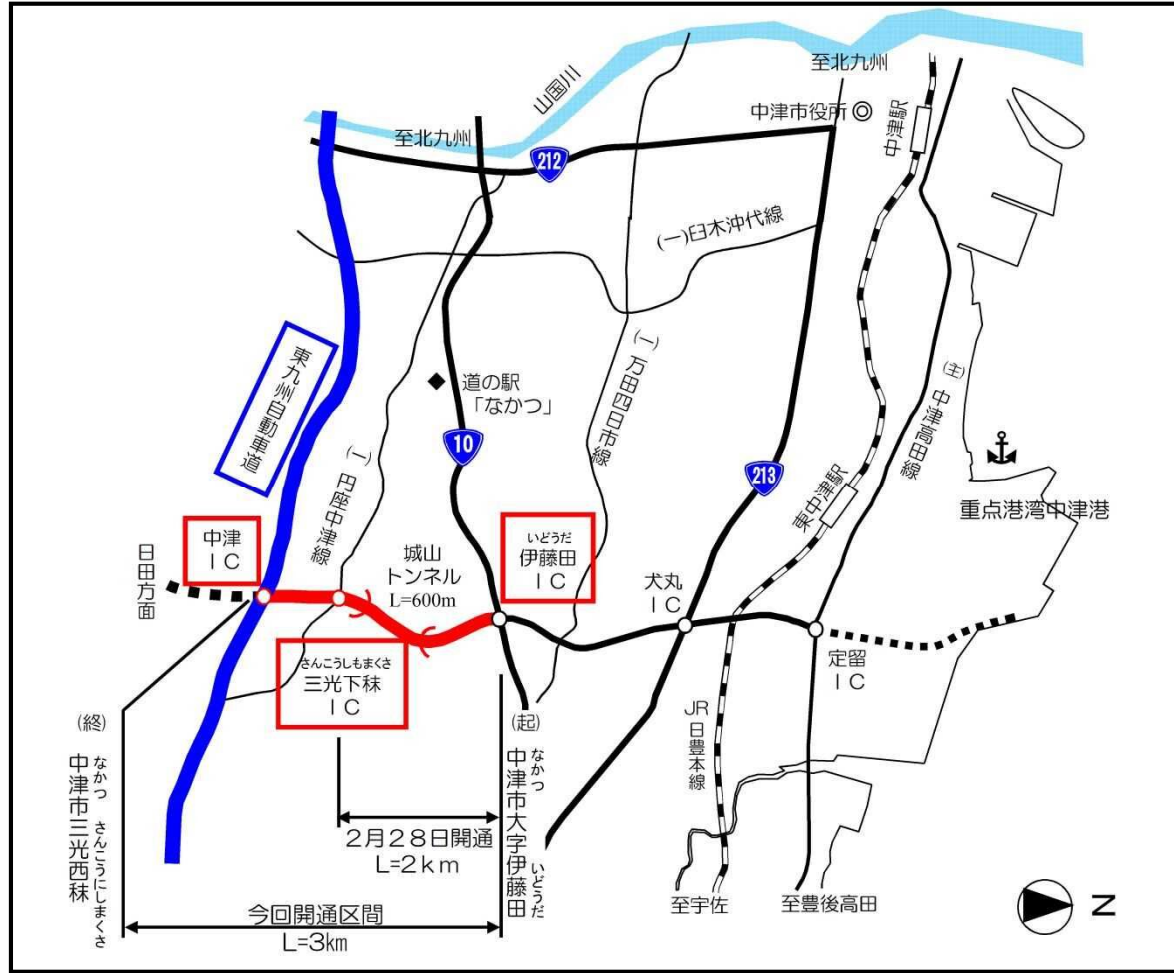 至北九州
山国川
中津市役所
中津駅
至北九州
212
(一)臼木沖代線
東九州自動車道
(一)円座中津線
道の駅
「なかつ」
10
(一)万田四日市線
213
東中津駅
(主)中津高田線
重点港湾中津港
日田方面
中津
IC
城山
トンネル
L=600m
いどうだ
伊藤田
IC
犬丸
IC
定留
IC
さんこうしもまくさ
三光下秣
IC
JR日豊本線
(終)
中津市三光西秣
なかつ さんこうにしまくさ
(起)
中津市大字伊藤田
なかつ いどうだ
2月28日開通
L=2km
今回開通区間
L=3km
至宇佐
至豊後高田
N